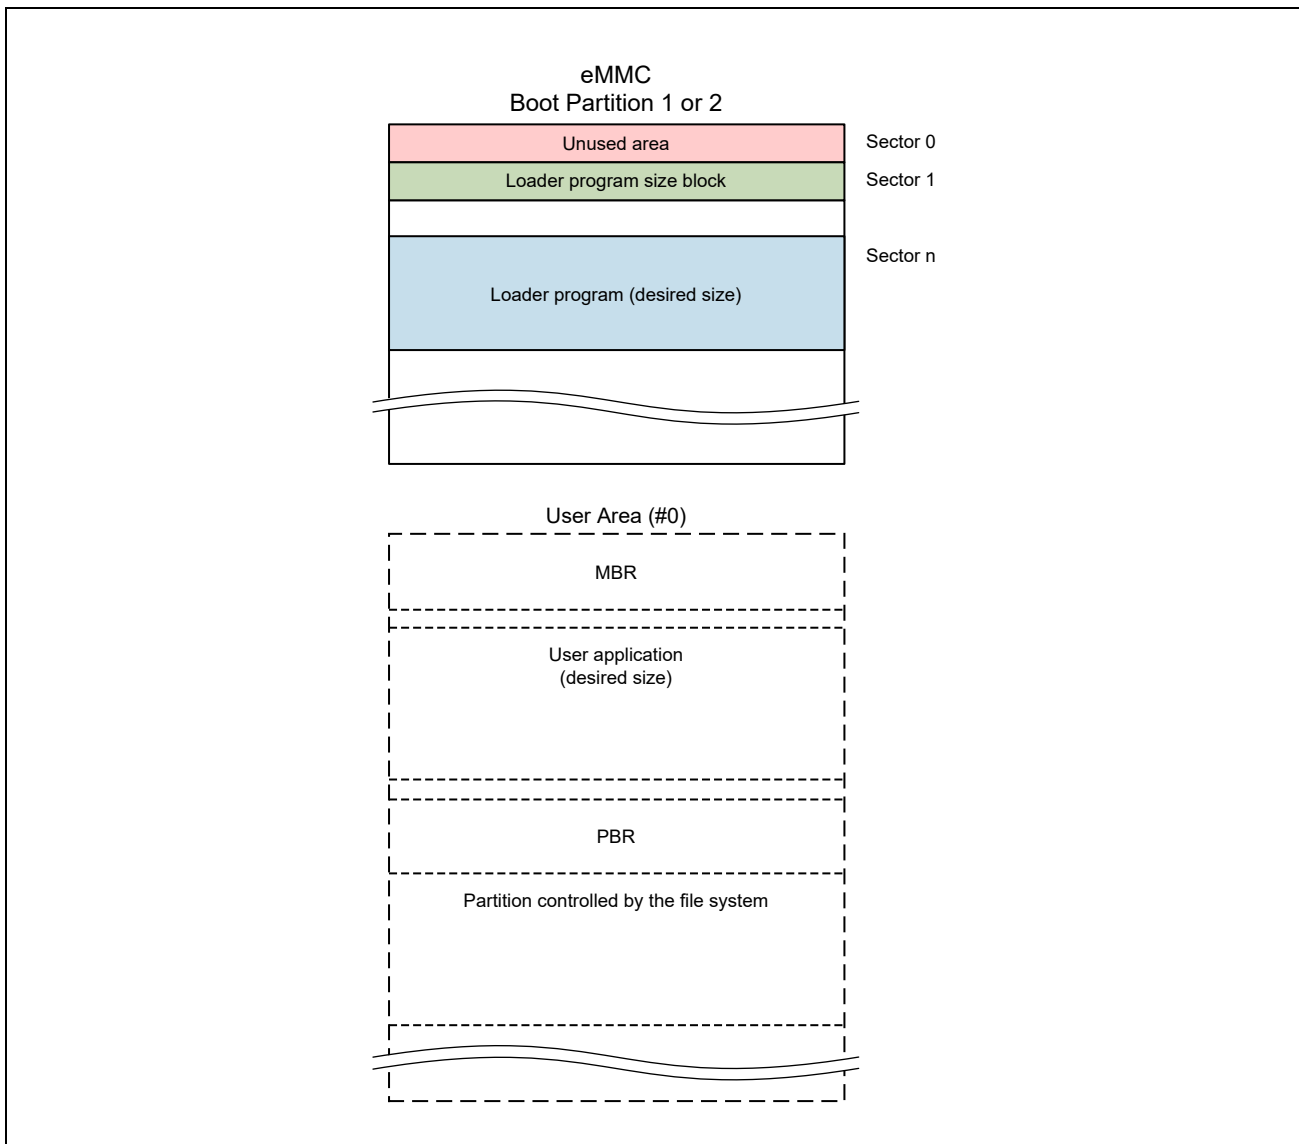 eMMC
Boot Partition 1 or 2
Unused area
Sector 0
Loader program size block
Sector 1
Sector n
Loader program (desired size)
User Area (#0)
MBR
User application
(desired size)
PBR
Partition controlled by the file system